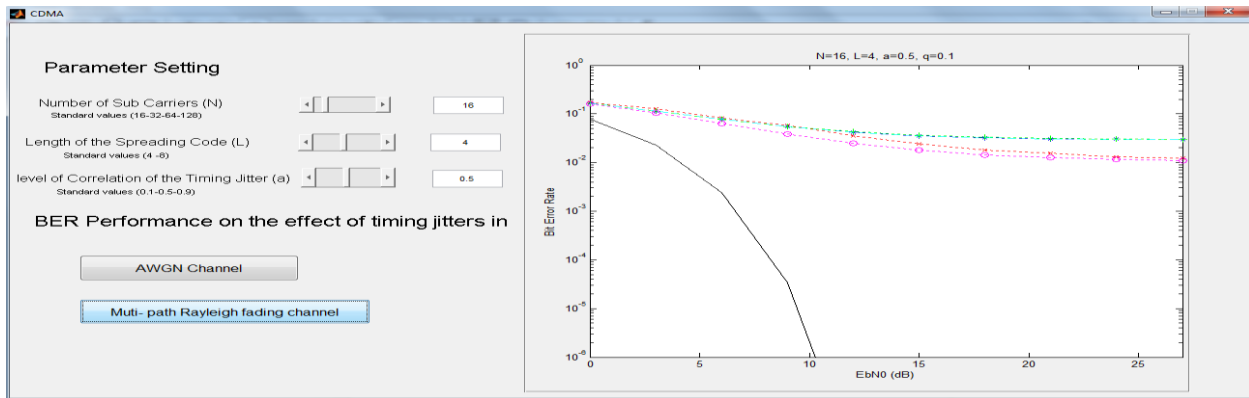 CDMA
Parameter Setting
Number of Sub Carriers (N)
Standard values (16-32-64-128)
16
Length of the Spreading Code (L)
Standard values (4 -8)
4
level of Correlation of the Timing Jitter (a)
Standard values (0.1-0.5-0.9)
0.5
BER Performance on the effect of timing jitters in
AWGN Channel
Muti- path Rayleigh fading channel
N=16, L=4, a=0.5, q=0.1
Bit Error Rate
10^0
10^-1
10^-2
10^-3
10^-4
10^-5
10^-6
0 5 10 15 20 25
EbN0 (dB)